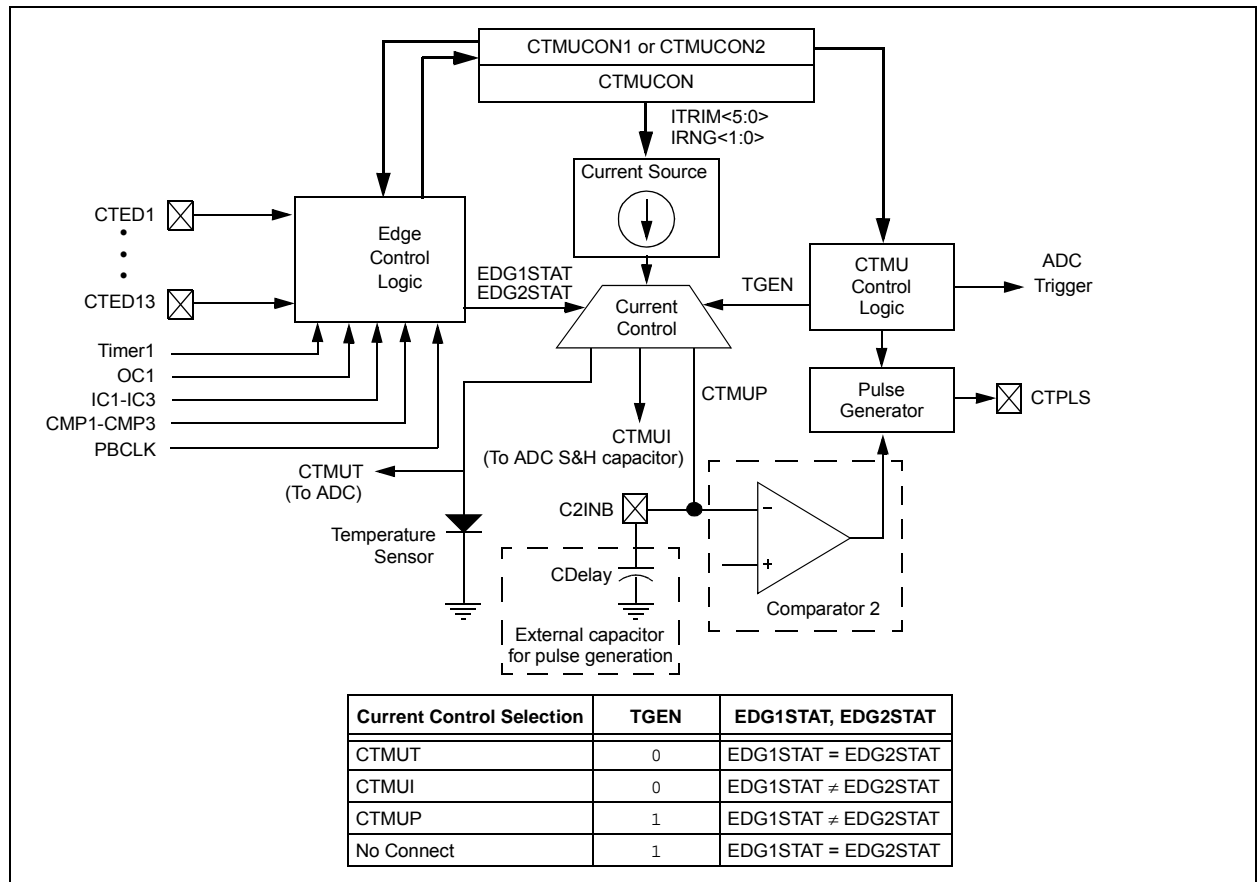 CTMUCON1 or CTMUCON2
CTMUCON
ITRIM<5:0>
IRNG<1:0>
Current Source
CTED1
CTED13
Edge
Control
Logic
EDG1STAT
EDG2STAT
Current
Control
TGEN
CTMU
Control
Logic
ADC
Trigger
Timer1
OC1
IC1-IC3
CMP1-CMP3
PBCLK
CTMUP
Pulse
Generator
CTPLS
CTMUT
(To ADC)
CTMUI
(To ADC S&H capacitor)
C2INB
Temperature
Sensor
CDelay
External capacitor
for pulse generation
−
+
Comparator 2
Current Control Selection TGEN EDG1STAT, EDG2STAT
CTMUT 0 EDG1STAT = EDG2STAT
CTMUI 0 EDG1STAT ≠ EDG2STAT
CTMUP 1 EDG1STAT ≠ EDG2STAT
No Connect 1 EDG1STAT = EDG2STAT